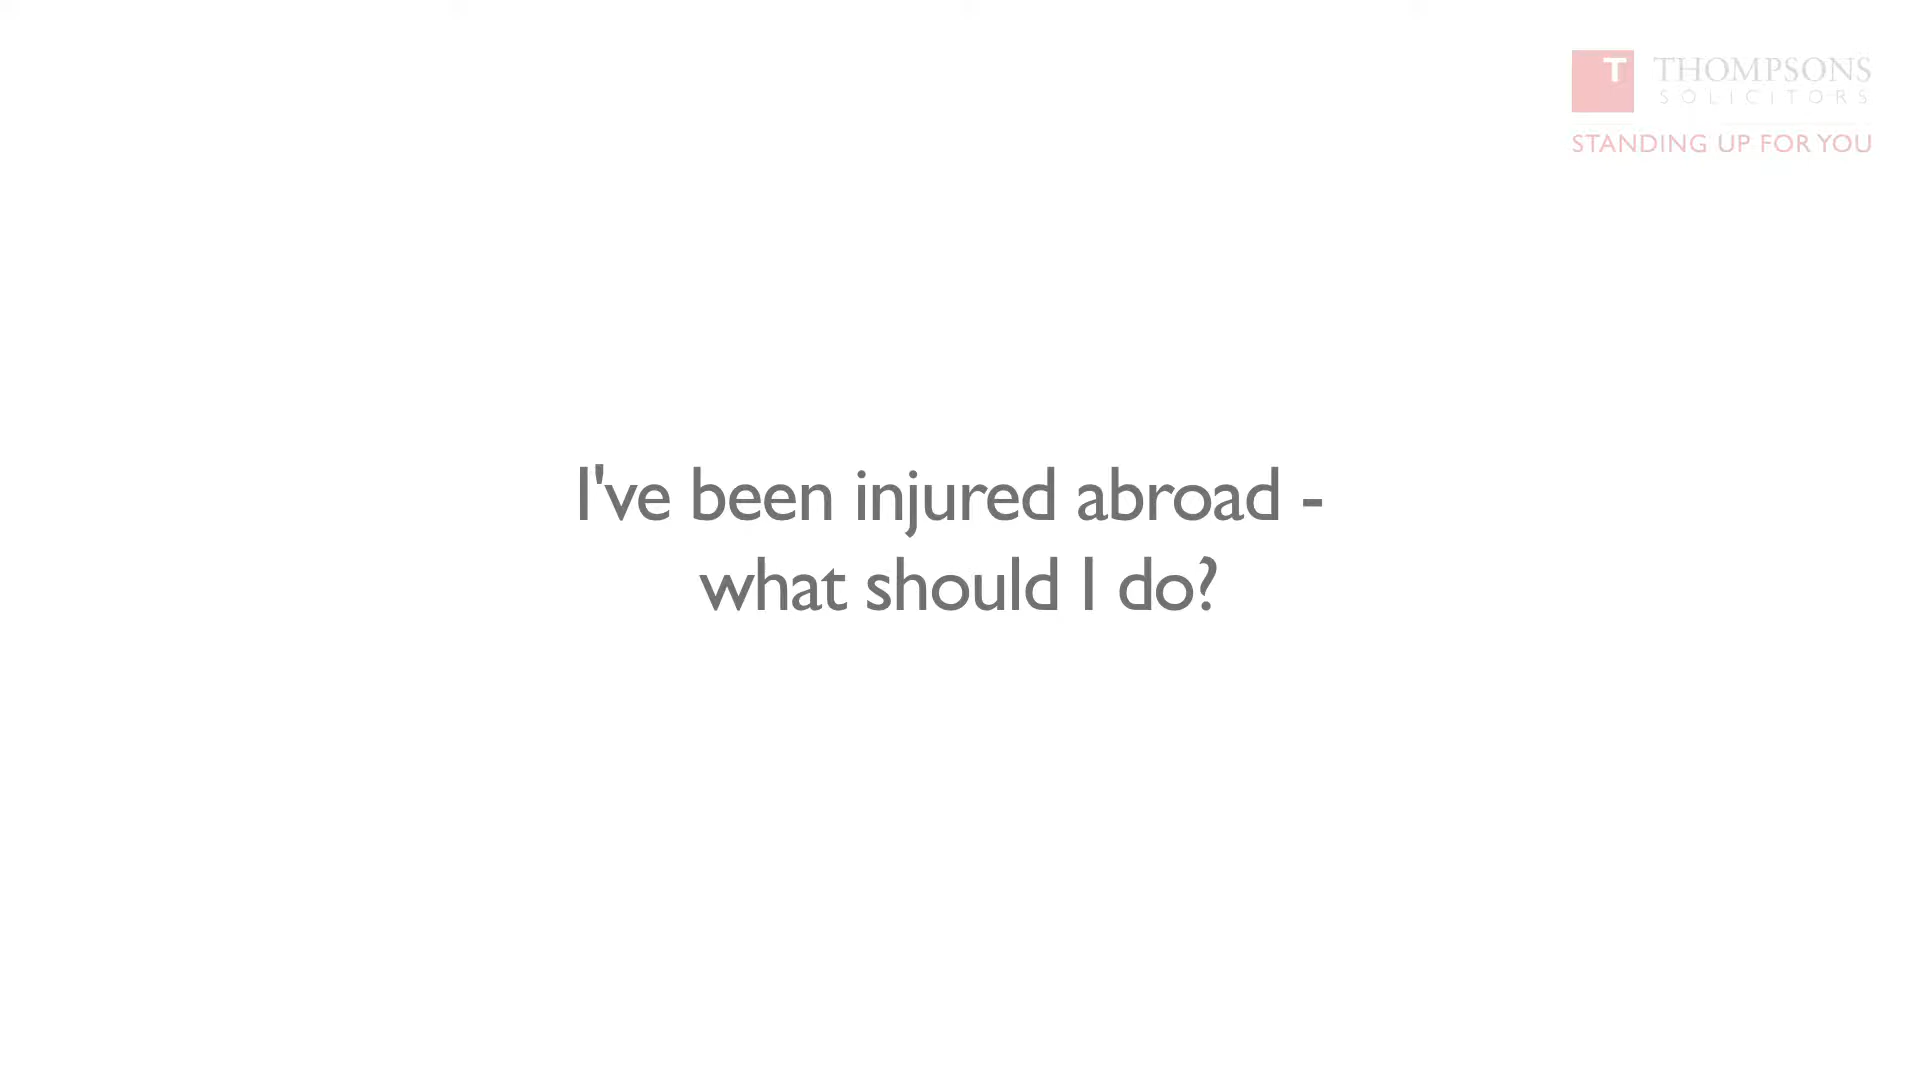 T THOMPSONS
SOLICITORS
STANDING UP FOR YOU
I've been injured abroad -
what should I do?